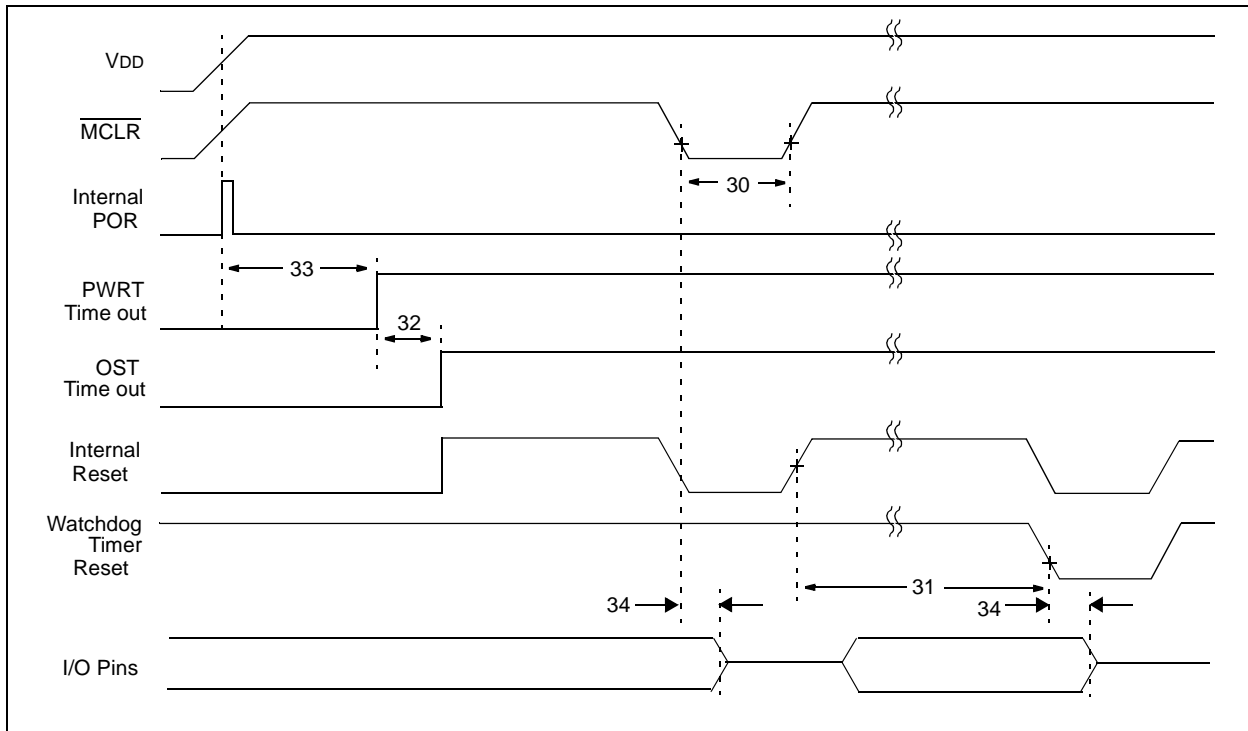 VDD
MCLR
30
Internal
POR
33
PWRT
Time out
32
OST
Time out
Internal
Reset
Watchdog
Timer
Reset
31
34
34
I/O Pins